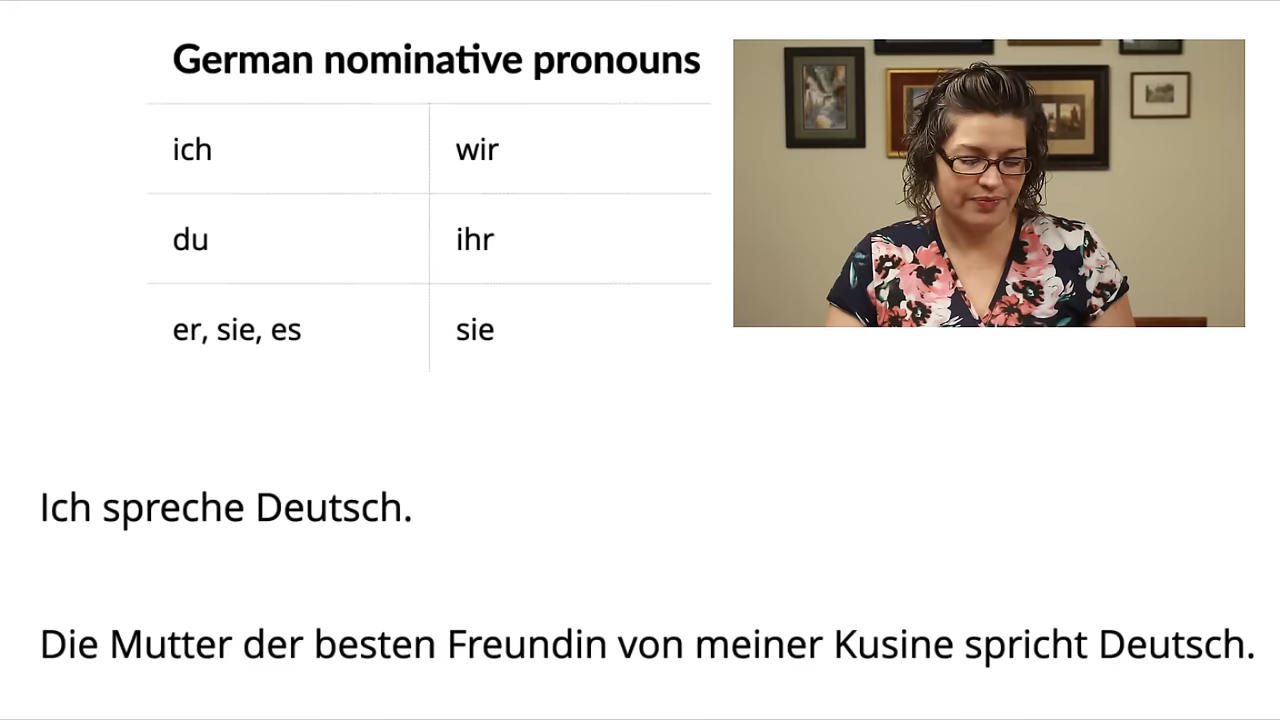 German nominative pronouns
ich wir
du ihr
er, sie, es sie
Ich spreche Deutsch.
Die Mutter der besten Freundin von meiner Kusine spricht Deutsch.